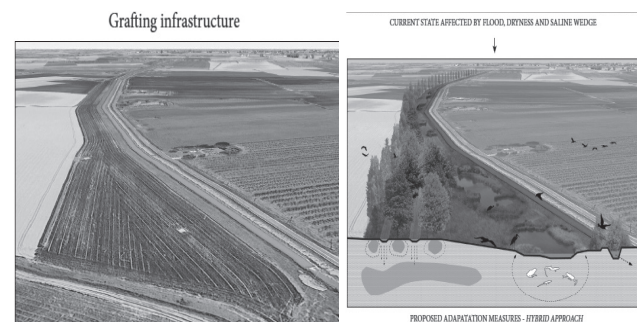 Grafting infrastructure
CURRENT STATE AFFECTED BY FLOOD, DRYNESS AND SALINE WEDGE
PROPOSED ADAPATATION MEASURES - HYBRID APPROACH